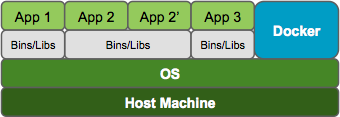 App 1 App 2 App 2’ App 3
Bins/Libs Bins/Libs Bins/Libs Docker
OS
Host Machine